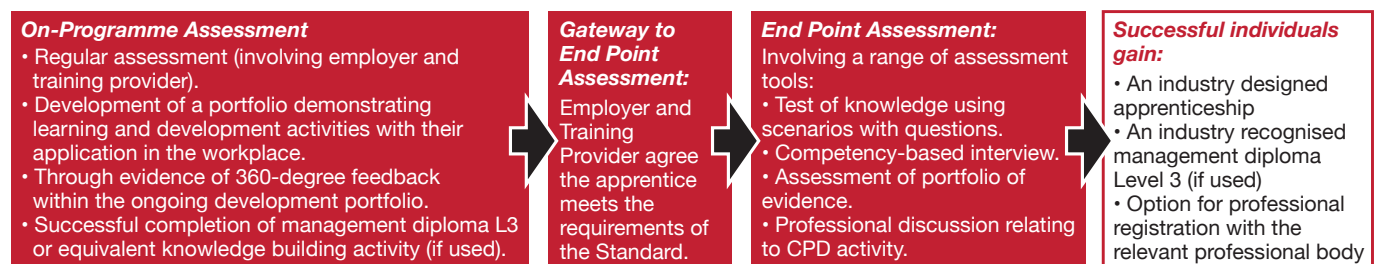 On-Programme Assessment
• Regular assessment (involving employer and
training provider).
• Development of a portfolio demonstrating
learning and development activities with their
application in the workplace.
• Through evidence of 360-degree feedback
within the ongoing development portfolio.
• Successful completion of management diploma L3
or equivalent knowledge building activity (if used).
Gateway to
End Point
Assessment:
Employer and
Training
Provider agree
the apprentice
meets the
requirements of
the Standard.
End Point Assessment:
Involving a range of assessment
tools:
• Test of knowledge using
scenarios with questions.
• Competency-based interview.
• Assessment of portfolio of
evidence.
• Professional discussion relating
to CPD activity.
Successful individuals
gain:
• An industry designed
apprenticeship
• An industry recognised
management diploma
Level 3 (if used)
• Option for professional
registration with the
relevant professional body